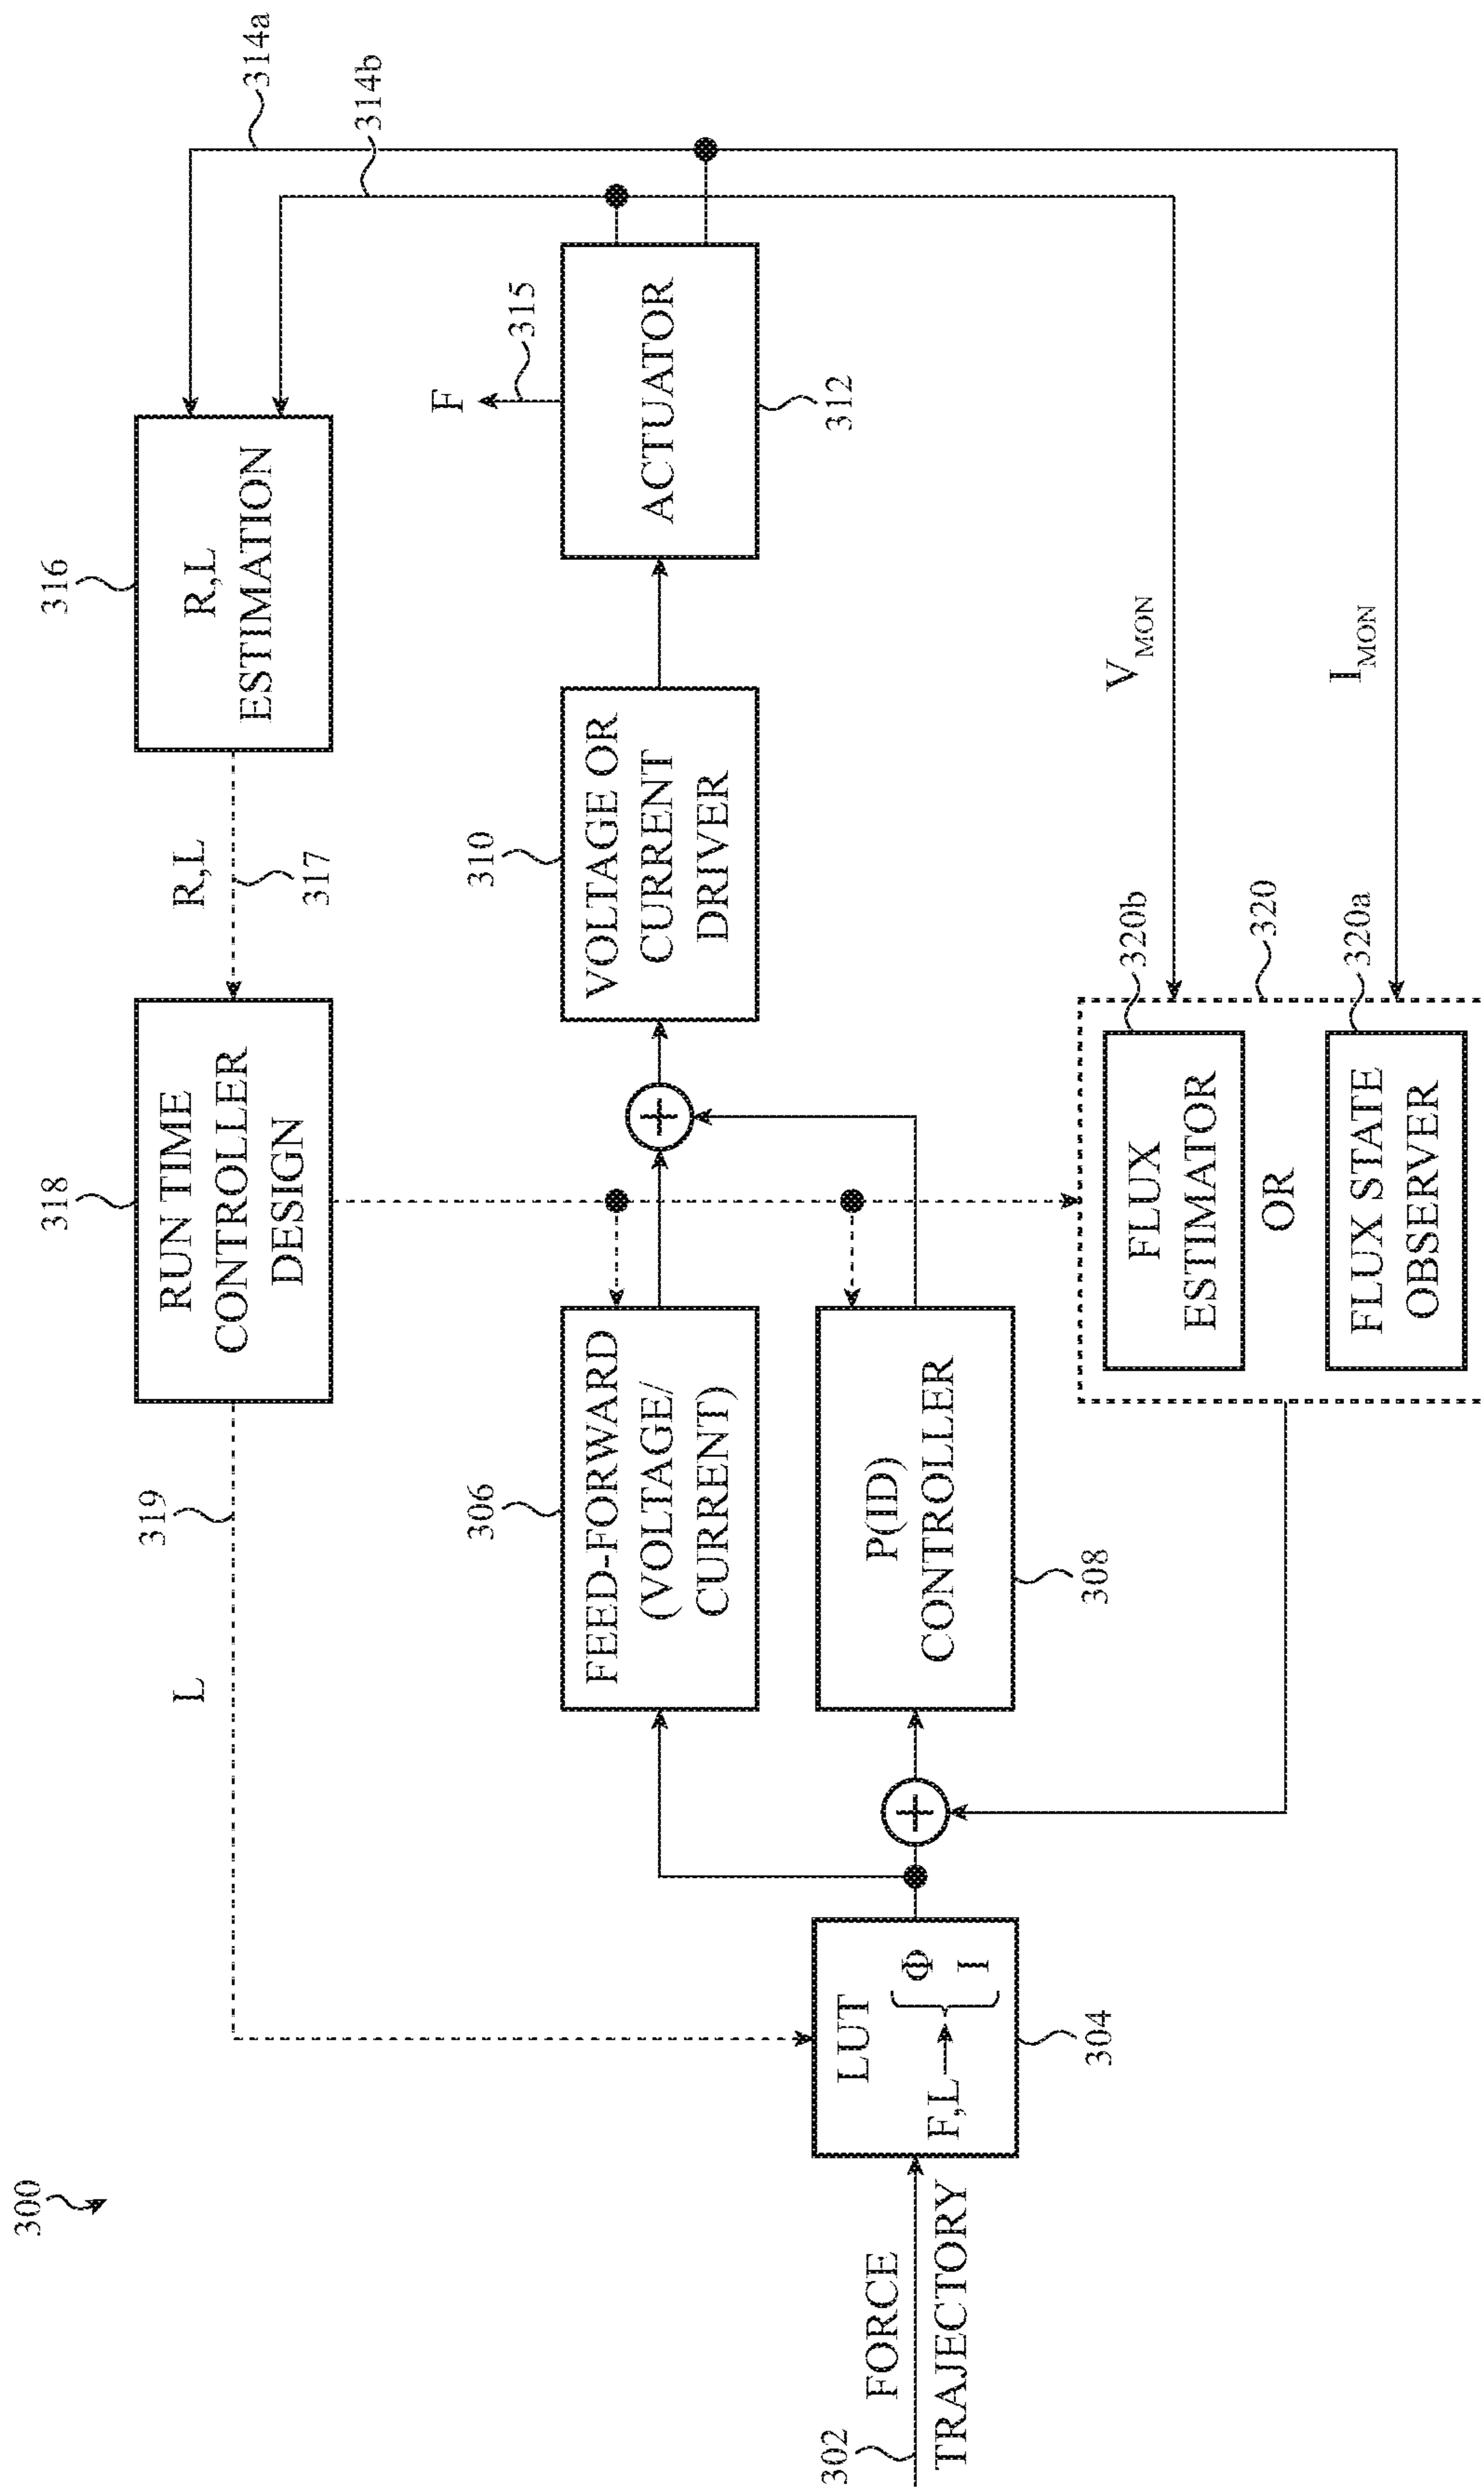 300
302
FORCE
TRAJECTORY
LUT
F,L
Φ
I
304
L
319
318
RUN TIME
CONTROLLER
DESIGN
R,L
317
316
R,L
ESTIMATION
314a
314b
306
FEED-FORWARD
(VOLTAGE/
CURRENT)
P(ID)
CONTROLLER
308
310
VOLTAGE OR
CURRENT
DRIVER
F
315
ACTUATOR
312
320b
320
320a
FLUX
ESTIMATOR
OR
FLUX STATE
OBSERVER
V_MON
I_MON